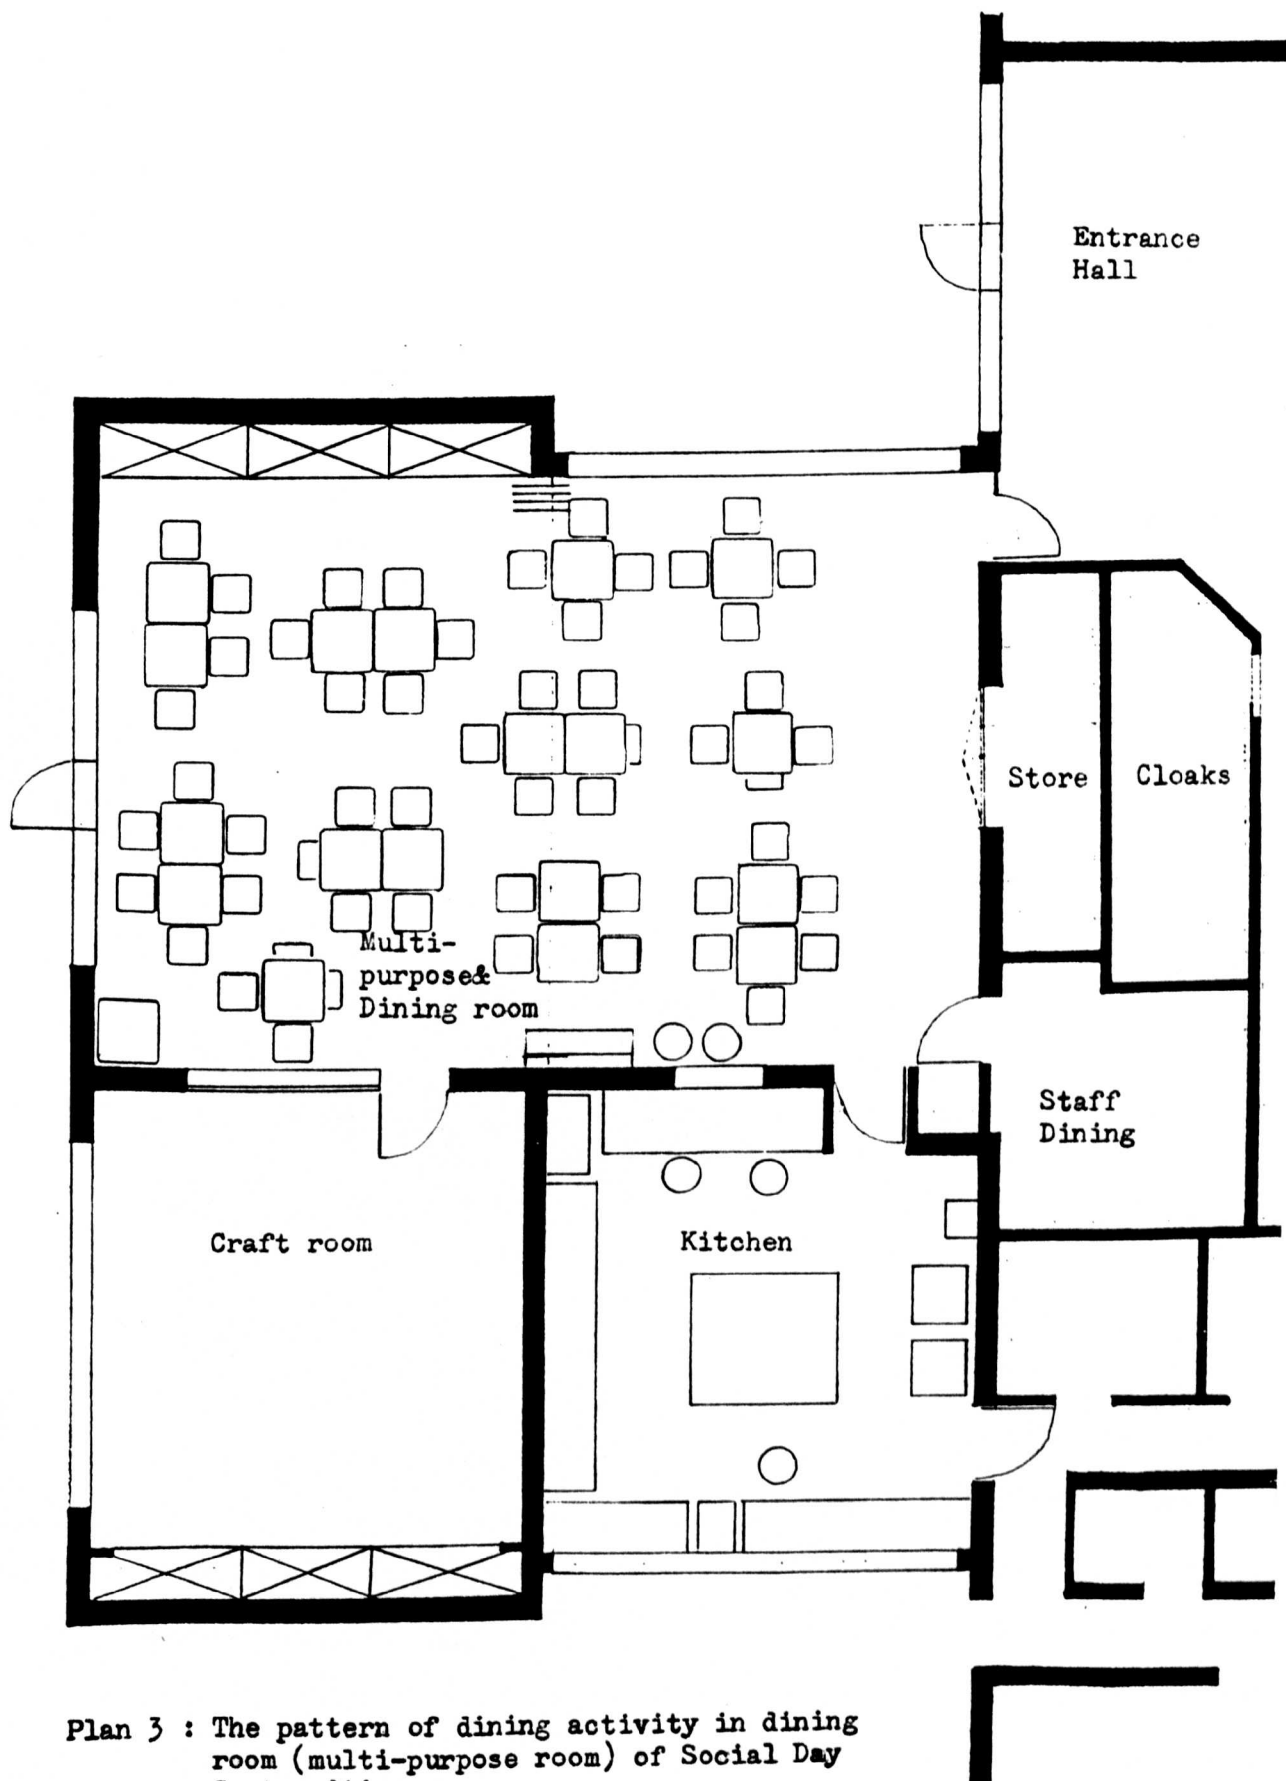 Entrance
Hall
Store
Cloaks
Multi-
purpose&
Dining room
Staff
Dining
Craft room
Kitchen
Plan 3 : The pattern of dining activity in dining
room (multi-purpose room) of Social Day